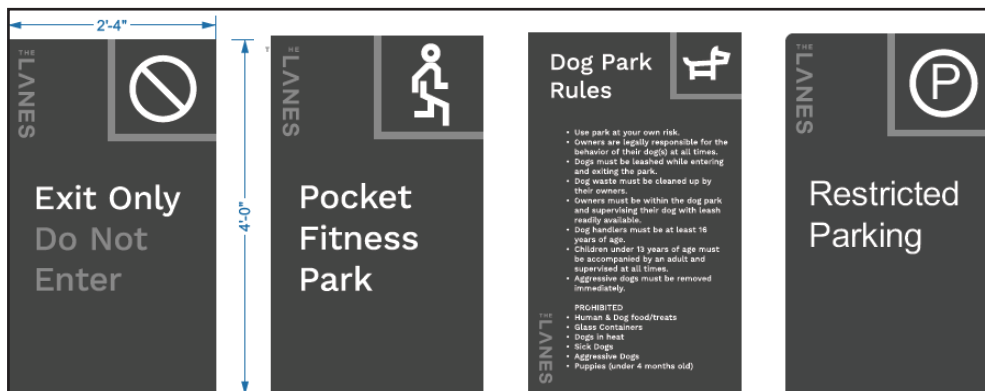 2'-4"
THE
LANES
Exit Only
Do Not
Enter
4'-0"
T HE
LANES
Pocket
Fitness
Park
Dog Park
Rules
• Use park at your own risk.
• Owners are legally responsible for the
behavior of their dog(s) at all times.
• Dogs must be leashed while entering
and exiting the park.
• Dog waste must be cleaned up by
their owners.
• Owners must be within the dog park
and supervising their dog with leash
readily available.
• Dog handlers must be at least 16
years of age.
• Children under 13 years of age must
be accompanied by an adult and
supervised at all times.
• Aggressive dogs must be removed
immediately.
PROHIBITED
• Human & Dog food/treats
• Glass Containers
• Dogs in heat
• Sick Dogs
• Aggressive Dogs
• Puppies (under 4 months old)
THE
LANES
THE
LANES
P
Restricted
Parking